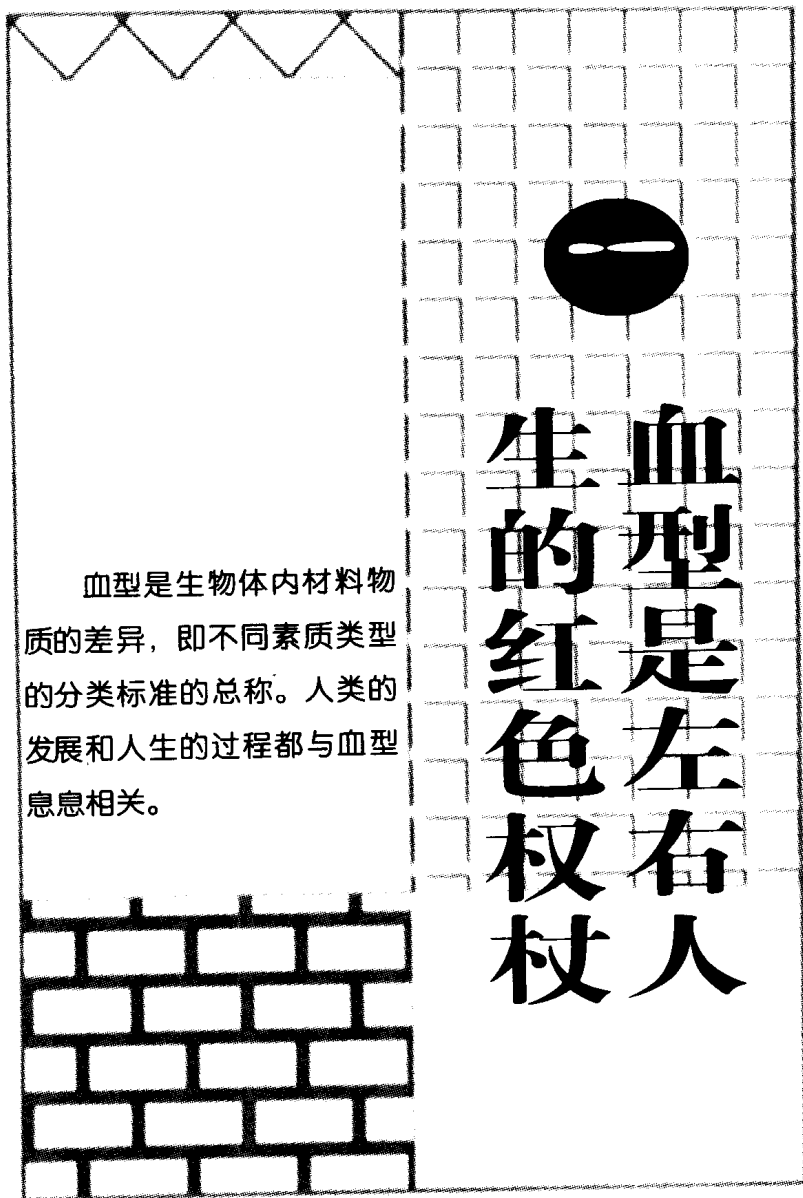 一
血型是左右人
生的红色权杖
血型是生物体内材料物
质的差异，即不同素质类型
的分类标准的总称。人类的
发展和人生的过程都与血型
息息相关。